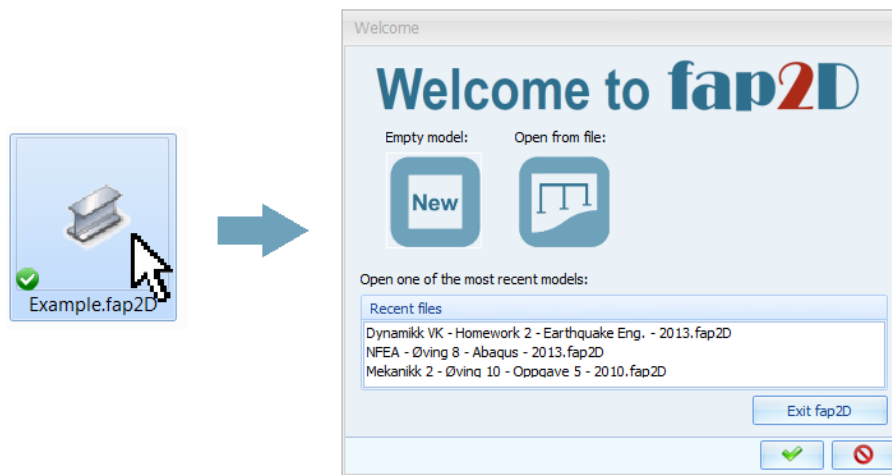 Example.fap2D
Welcome
Welcome to fap2D
Empty model: Open from file:
New
Open one of the most recent models:
Recent files
Dynamikk VK - Homework 2 - Earthquake Eng. - 2013.fap2D
NFEA - Øving 8 - Abaqus - 2013.fap2D
Mekanikk 2 - Øving 10 - Oppgave 5 - 2010.fap2D
Exit fap2D